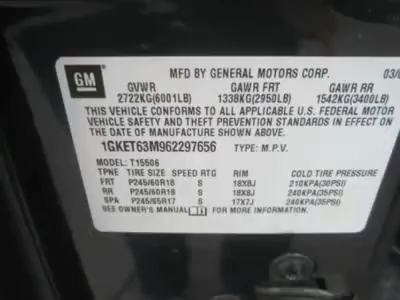 GM
MFD BY GENERAL MOTORS CORP. 03/0
GVWR GAWR FRT GAWR RR
2722KG(6001LB) 1338KG(2950LB) 1542KG(3400LB)
THIS VEHICLE CONFORMS TO ALL APPLICABLE U.S. FEDERAL MOTOR
VEHICLE SAFETY AND THEFT PREVENTION STANDARDS IN EFFECT ON
THE DATE OF MANUFACTURE SHOWN ABOVE.
1GKET63M962297656 TYPE: M.P.V.
MODEL: T15506
TPNE TIRE SIZE SPEED RTG RIM COLD TIRE PRESSURE
FRT P245/60R18 S 18X8J 210KPA(30PSI)
RR P245/60R18 S 18X8J 240KPA(35PSI)
SPA P245/65R17 S 17X7J 240KPA(35PSI)
SEE OWNER'S MANUAL FOR MORE INFORMATION.